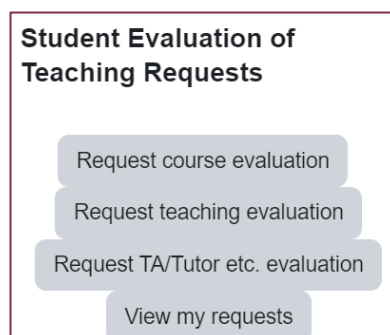 Student Evaluation of
Teaching Requests
Request course evaluation
Request teaching evaluation
Request TA/Tutor etc. evaluation
View my requests